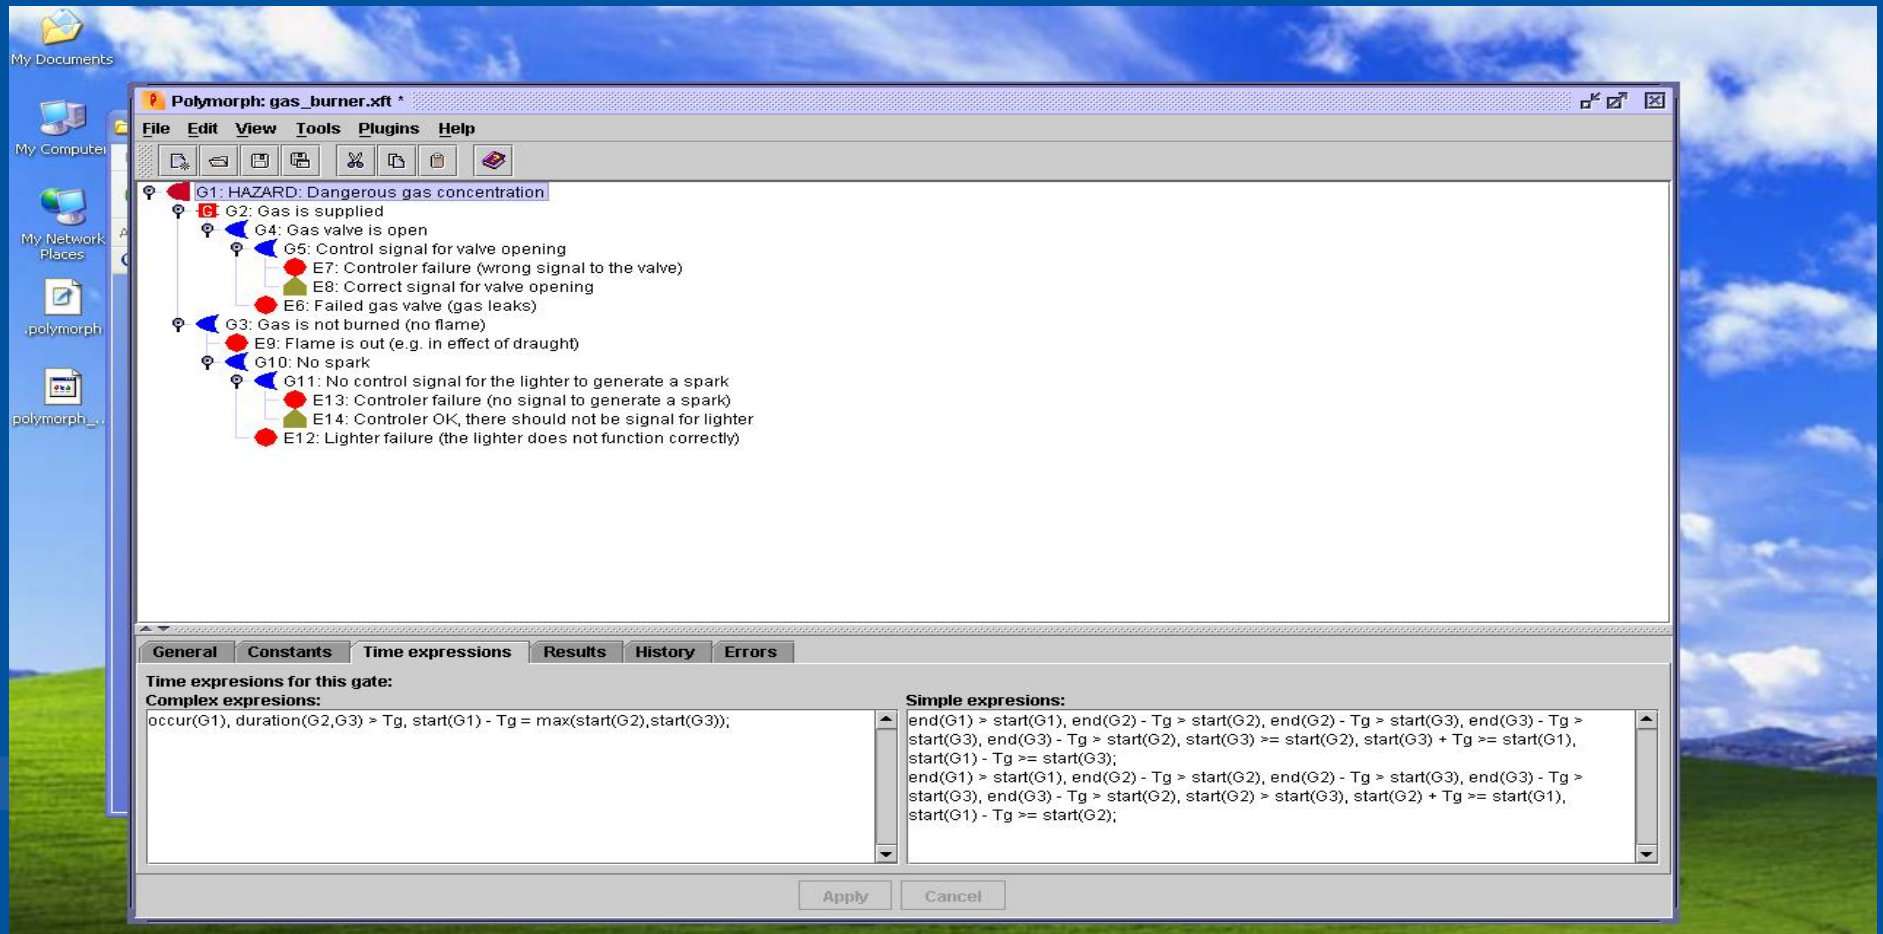 My Documents
My Computer
My Network
Places
.polymorph
polymorph_...
Polymorph: gas_burner.xft *
File Edit View Tools Plugins Help
G1: HAZARD: Dangerous gas concentration
G G2: Gas is supplied
G4: Gas valve is open
G5: Control signal for valve opening
E7: Controler failure (wrong signal to the valve)
E8: Correct signal for valve opening
E6: Failed gas valve (gas leaks)
G3: Gas is not burned (no flame)
E9: Flame is out (e.g. in effect of draught)
G10: No spark
G11: No control signal for the lighter to generate a spark
E13: Controler failure (no signal to generate a spark)
E14: Controler OK, there should not be signal for lighter
E12: Lighter failure (the lighter does not function correctly)
General Constants Time expressions Results History Errors
Time expresions for this gate:
Complex expresions:
occur(G1), duration(G2,G3) > Tg, start(G1) - Tg = max(start(G2),start(G3));
Simple expresions:
end(G1) > start(G1), end(G2) - Tg > start(G2), end(G2) - Tg > start(G3), end(G3) - Tg >
start(G3), end(G3) - Tg > start(G2), start(G3) >= start(G2), start(G3) + Tg >= start(G1),
start(G1) - Tg >= start(G3);
end(G1) > start(G1), end(G2) - Tg > start(G2), end(G2) - Tg > start(G3), end(G3) - Tg >
start(G3), end(G3) - Tg > start(G2), start(G2) > start(G3), start(G2) + Tg >= start(G1),
start(G1) - Tg >= start(G2);
Apply Cancel